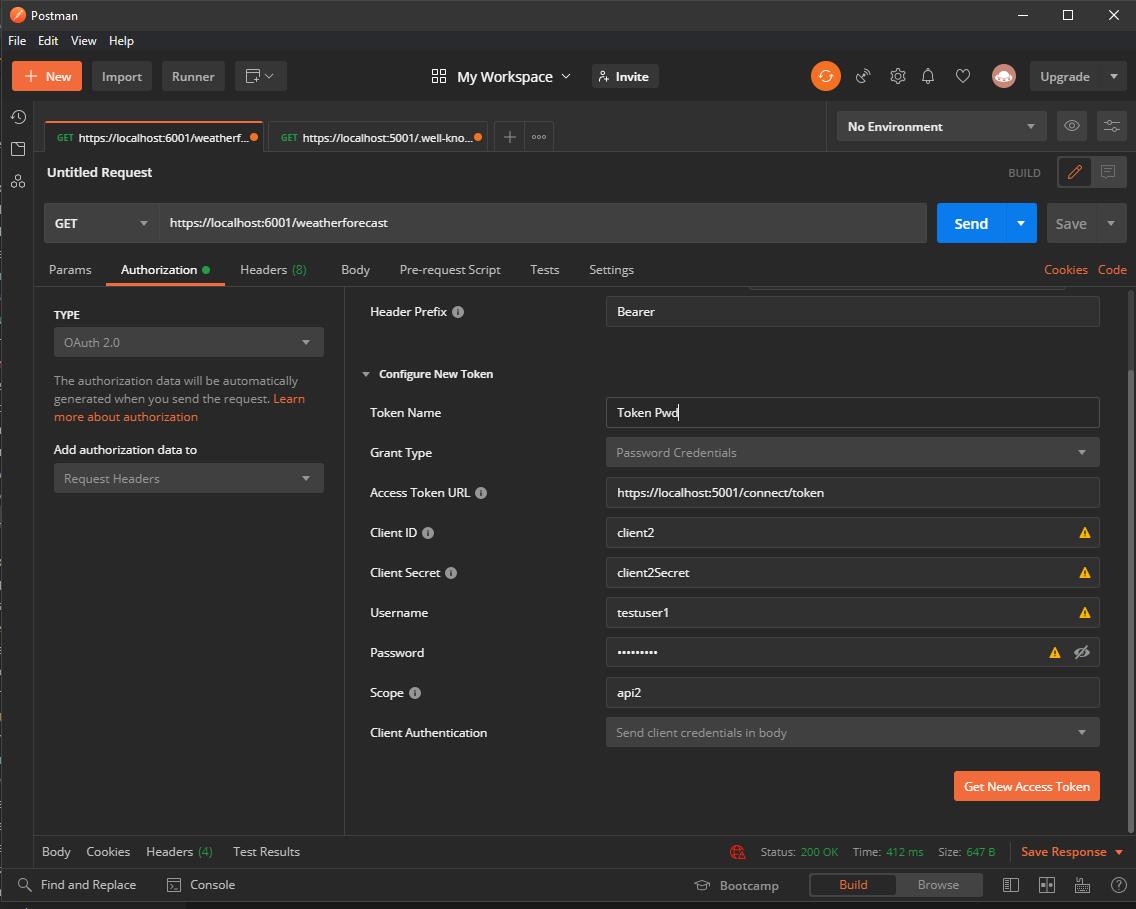 Postman
File Edit View Help
New Import Runner My Workspace Invite Upgrade
GET https://localhost:6001/weatherf... GET https://localhost:5001/.well-kno... No Environment
Untitled Request BUILD
GET https://localhost:6001/weatherforecast Send Save
Params Authorization Headers (8) Body Pre-request Script Tests Settings Cookies Code
TYPE
OAuth 2.0
The authorization data will be automatically
generated when you send the request. Learn
more about authorization
Add authorization data to
Request Headers
Header Prefix Bearer
Configure New Token
Token Name Token Pwd
Grant Type Password Credentials
Access Token URL https://localhost:5001/connect/token
Client ID client2
Client Secret client2Secret
Username testuser1
Password •••••••••
Scope api2
Client Authentication Send client credentials in body
Get New Access Token
Body Cookies Headers (4) Test Results Status: 200 OK Time: 412 ms Size: 647 B Save Response
Find and Replace Console Bootcamp Build Browse